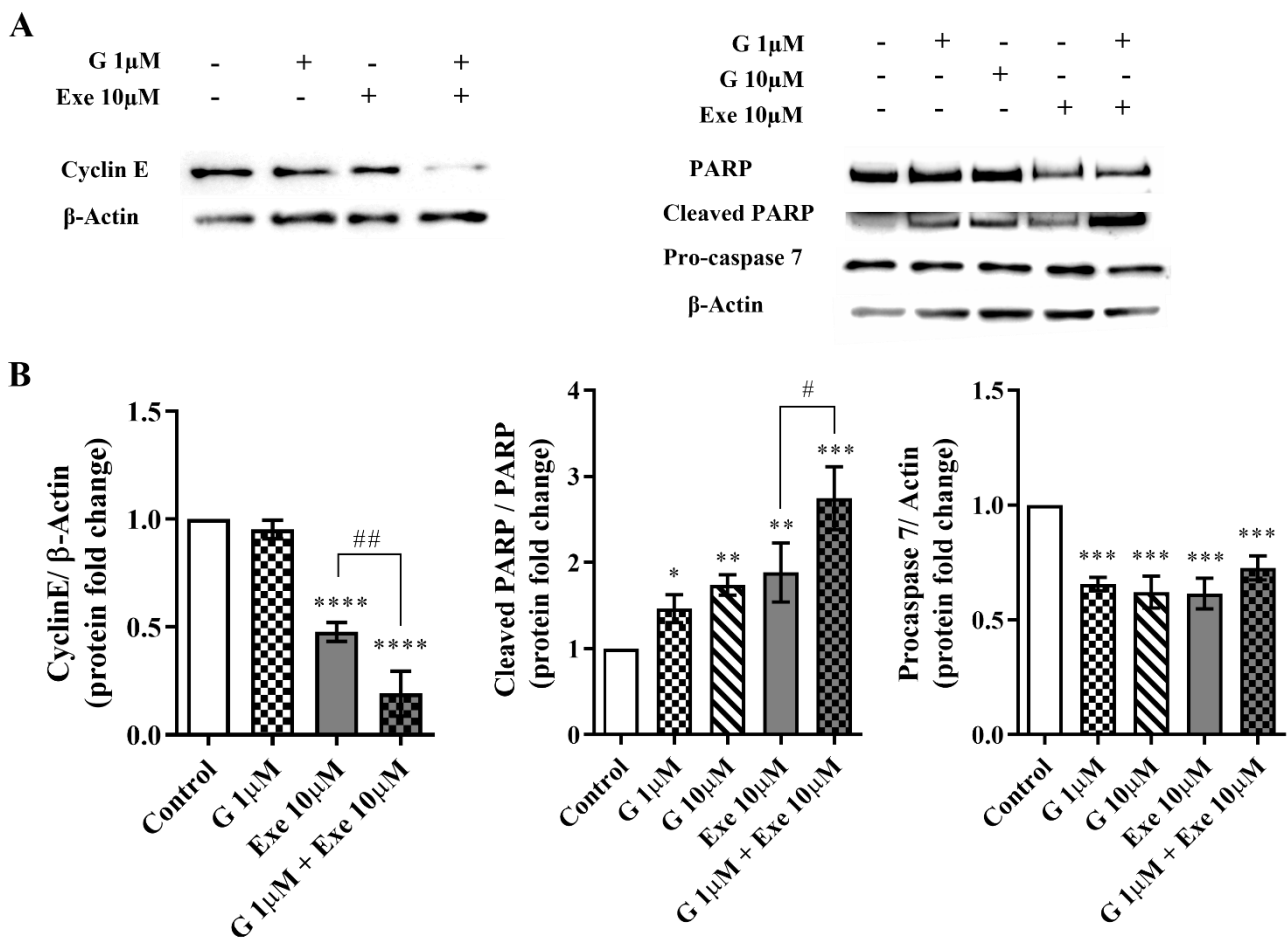 A
G 1µM - + - +
Exe 10µM - - + +
Cyclin E
β-Actin
G 1µM - + - - +
G 10µM - - + - -
Exe 10µM - - - + +
PARP
Cleaved PARP
Pro-caspase 7
β-Actin
B
CyclinE/ β-Actin
(protein fold change)
1.5
1.0
0.5
0.0
##
****
****
Control
G 1µM
Exe 10µM
G 1µM + Exe 10µM
Cleaved PARP / PARP
(protein fold change)
4
3
2
1
0
#
*
**
**
***
Control
G 1µM
G 10µM
Exe 10µM
G 1µM + Exe 10µM
Procaspase 7/ Actin
(protein fold change)
1.5
1.0
0.5
0.0
***
***
***
***
Control
G 1µM
G 10µM
Exe 10µM
G 1µM + Exe 10µM